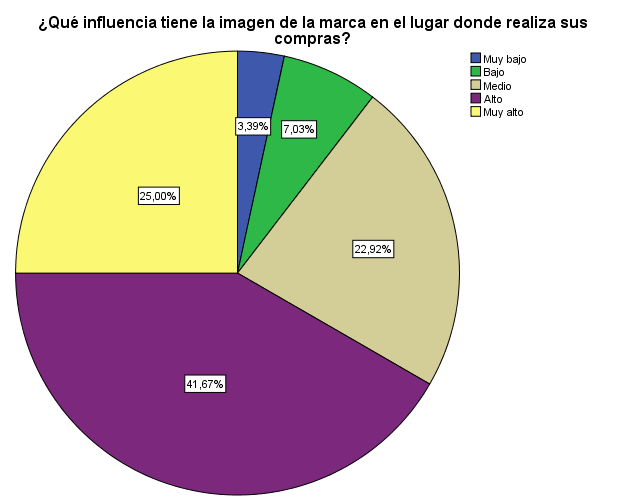 ¿Qué influencia tiene la imagen de la marca en el lugar donde realiza sus
compras?
Muy bajo
Bajo
Medio
Alto
Muy alto
3,39%
7,03%
25,00%
22,92%
41,67%